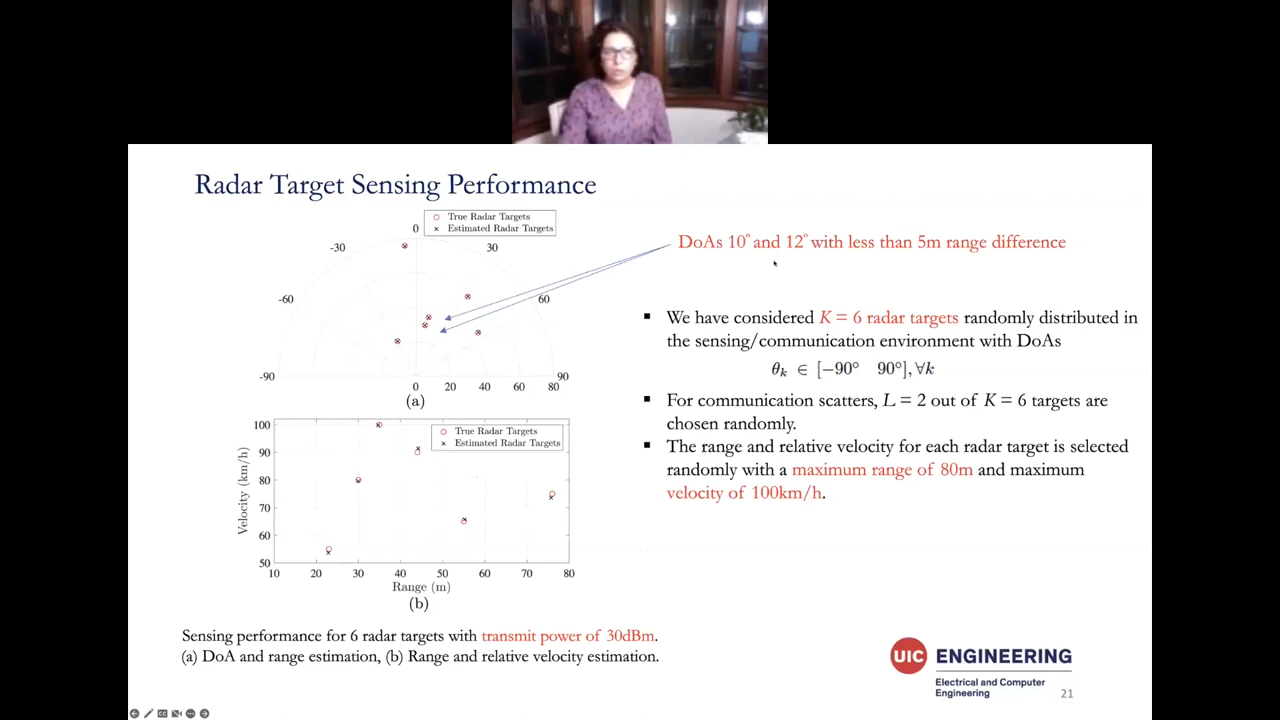 Radar Target Sensing Performance
True Radar Targets
Estimated Radar Targets
0
-30
30
-60
60
-90
90
0
20
40
60
80
(a)
DoAs 10° and 12° with less than 5m range difference
100
90
80
70
60
50
Velocity (km/h)
True Radar Targets
Estimated Radar Targets
10
20
30
40
50
60
70
80
Range (m)
(b)
Sensing performance for 6 radar targets with transmit power of 30dBm.
(a) DoA and range estimation, (b) Range and relative velocity estimation.
▪ We have considered K = 6 radar targets randomly distributed in
the sensing/communication environment with DoAs
θₖ ∈ [−90° 90°], ∀k
▪ For communication scatters, L = 2 out of K = 6 targets are
chosen randomly.
▪ The range and relative velocity for each radar target is selected
randomly with a maximum range of 80m and maximum
velocity of 100km/h.
UIC ENGINEERING
Electrical and Computer
Engineering
21
CC